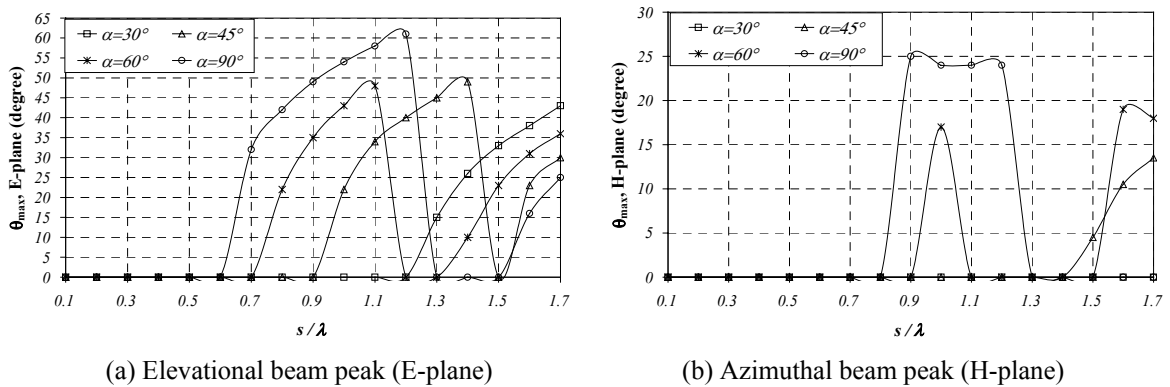 θmax, E-plane (degree)
65
60
55
50
45
40
35
30
25
20
15
10
5
0
α=30° α=45°
α=60° α=90°
0.1 0.3 0.5 0.7 0.9 1.1 1.3 1.5 1.7
s / λ
(a) Elevational beam peak (E-plane)
θmax, H-plane (degree)
30
25
20
15
10
5
0
α=30° α=45°
α=60° α=90°
0.1 0.3 0.5 0.7 0.9 1.1 1.3 1.5 1.7
s / λ
(b) Azimuthal beam peak (H-plane)